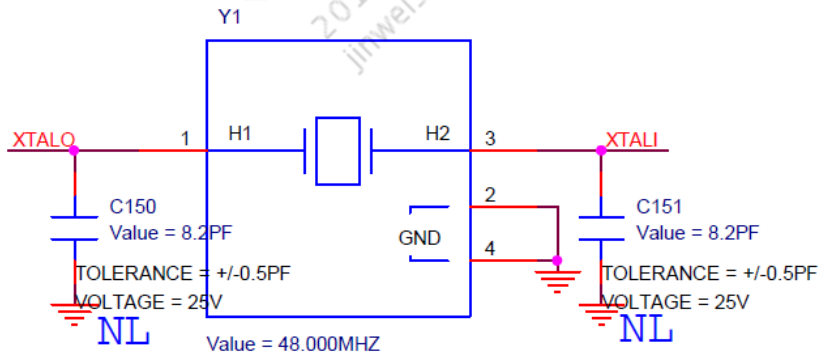 Y1
XTALO
1
H1
H2
3
XTALI
C150
Value = 8.2PF
TOLERANCE = +/-0.5PF
VOLTAGE = 25V
NL
2
GND
4
C151
Value = 8.2PF
TOLERANCE = +/-0.5PF
VOLTAGE = 25V
NL
Value = 48.000MHZ